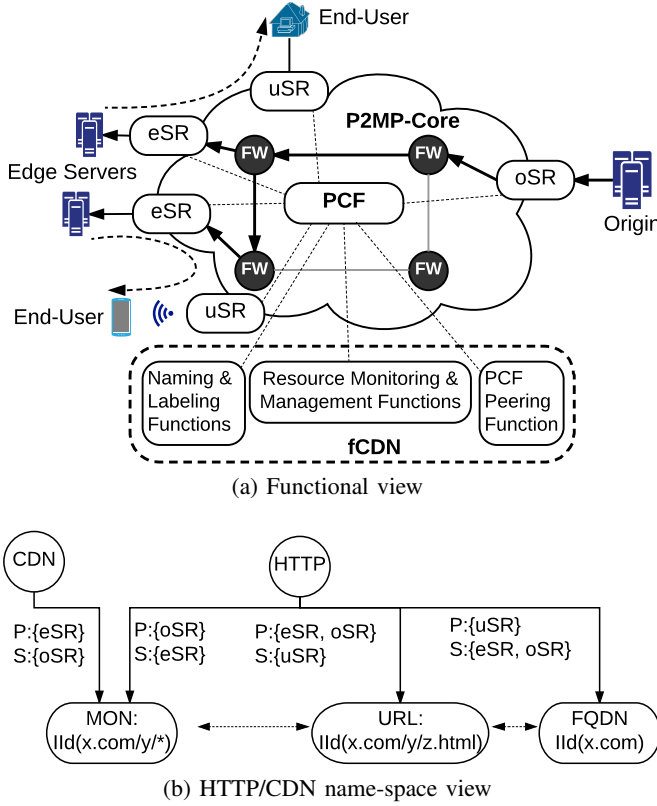 End-User
uSR
P2MP-Core
eSR
FW
FW
oSR
Edge Servers
PCF
eSR
Origin
FW
FW
End-User
uSR
Naming &
Labeling
Functions
Resource Monitoring &
Management Functions
PCF
Peering
Function
fCDN
(a) Functional view
CDN
HTTP
P:{eSR}
S:{oSR}
P:{oSR}
S:{eSR}
P:{eSR, oSR}
S:{uSR}
P:{uSR}
S:{eSR, oSR}
MON:
IId(x.com/y/*)
URL:
IId(x.com/y/z.html)
FQDN
IId(x.com)
(b) HTTP/CDN name-space view